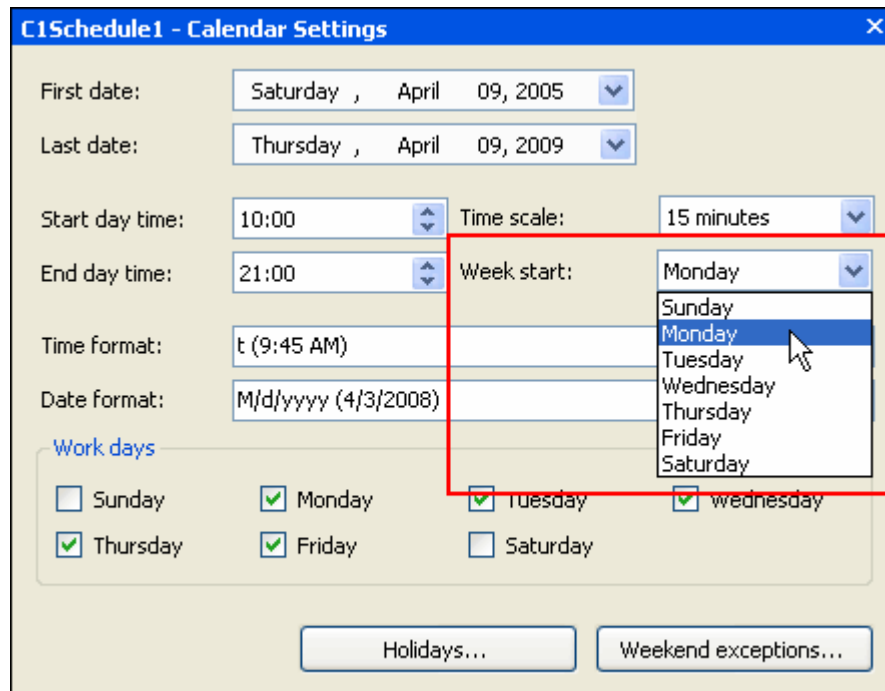 C1Schedule1 - Calendar Settings
First date: Saturday , April 09, 2005
Last date: Thursday , April 09, 2009
Start day time: 10:00 Time scale: 15 minutes
End day time: 21:00 Week start: Monday
Sunday
Monday
Tuesday
Wednesday
Thursday
Friday
Saturday
Time format: t (9:45 AM)
Date format: M/d/yyyy (4/3/2008)
Work days
Sunday Monday Tuesday Wednesday
Thursday Friday Saturday
Holidays... Weekend exceptions...